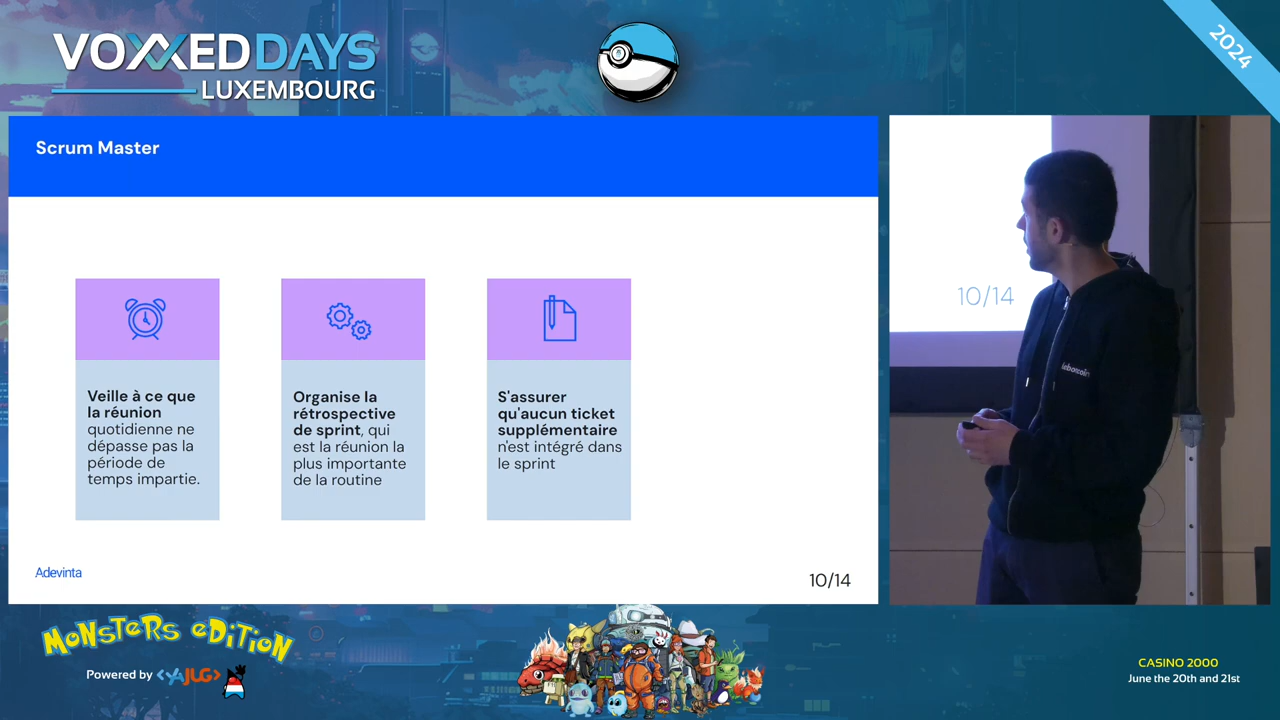 VOXXED DAYS
LUXEMBOURG
2024
Scrum Master
Veille à ce que
la réunion
quotidienne ne
dépasse pas la
période de
temps impartie.
Organise la
rétrospective
de sprint, qui
est la réunion la
plus importante
de la routine
S'assurer
qu'aucun ticket
supplémentaire
n'est intégré dans
le sprint
Adevinta
10/14
10/14
leboncoin
MONSTERS EDITION
Powered by <YAJUG>
CASINO 2000
June the 20th and 21st